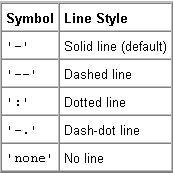 Symbol Line Style
'-' Solid line (default)
'--' Dashed line
':' Dotted line
'-.' Dash-dot line
'none' No line